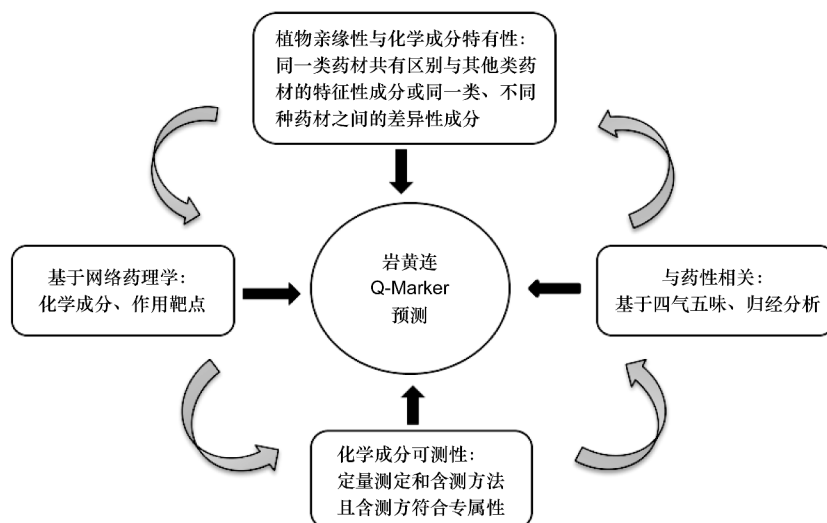 植物亲缘性与化学成分特有性：
同一类药材共有区别与其他类药
材的特征性成分或同一类、不同
种药材之间的差异性成分
基于网络药理学：
化学成分、作用靶点
岩黄连
Q-Marker
预测
与药性相关：
基于四气五味、归经分析
化学成分可测性：
定量测定和含测方法
且含测方符合专属性